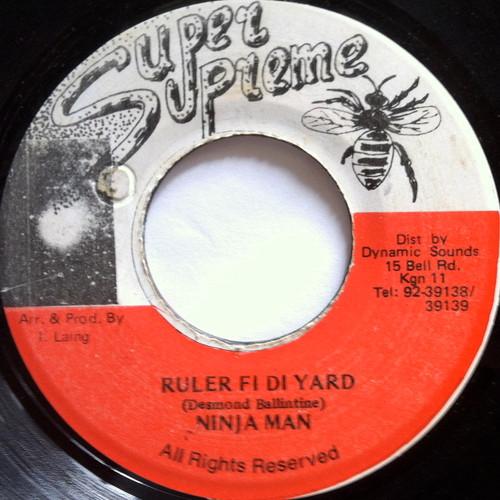 Super
Supreme
Dist by
Dynamic Sounds
15 Bell Rd.
Kgn 11
Tel: 92-39138/
39139
Arr. & Prod. By
T. Laing
RULER FI DI YARD
(Desmond Ballintine)
NINJA MAN
All Rights Reserved